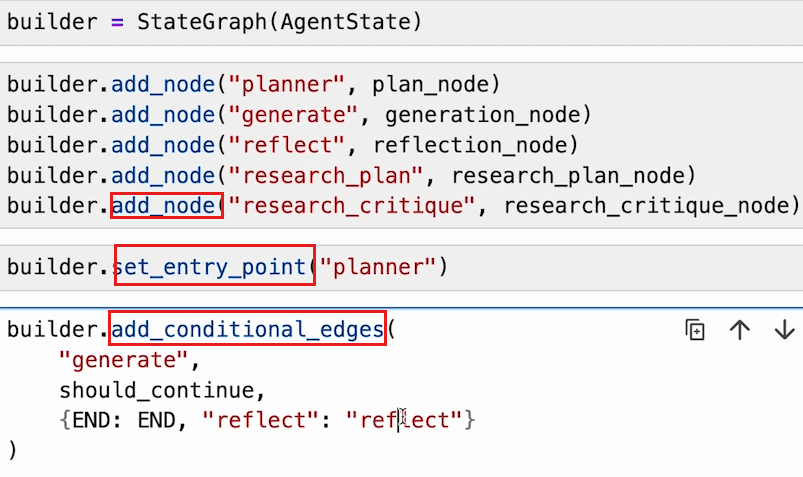 builder = StateGraph(AgentState)
builder.add_node("planner", plan_node)
builder.add_node("generate", generation_node)
builder.add_node("reflect", reflection_node)
builder.add_node("research_plan", research_plan_node)
builder.add_node("research_critique", research_critique_node)
builder.set_entry_point("planner")
builder.add_conditional_edges(
    "generate",
    should_continue,
    {END: END, "reflect": "reflect"}
)